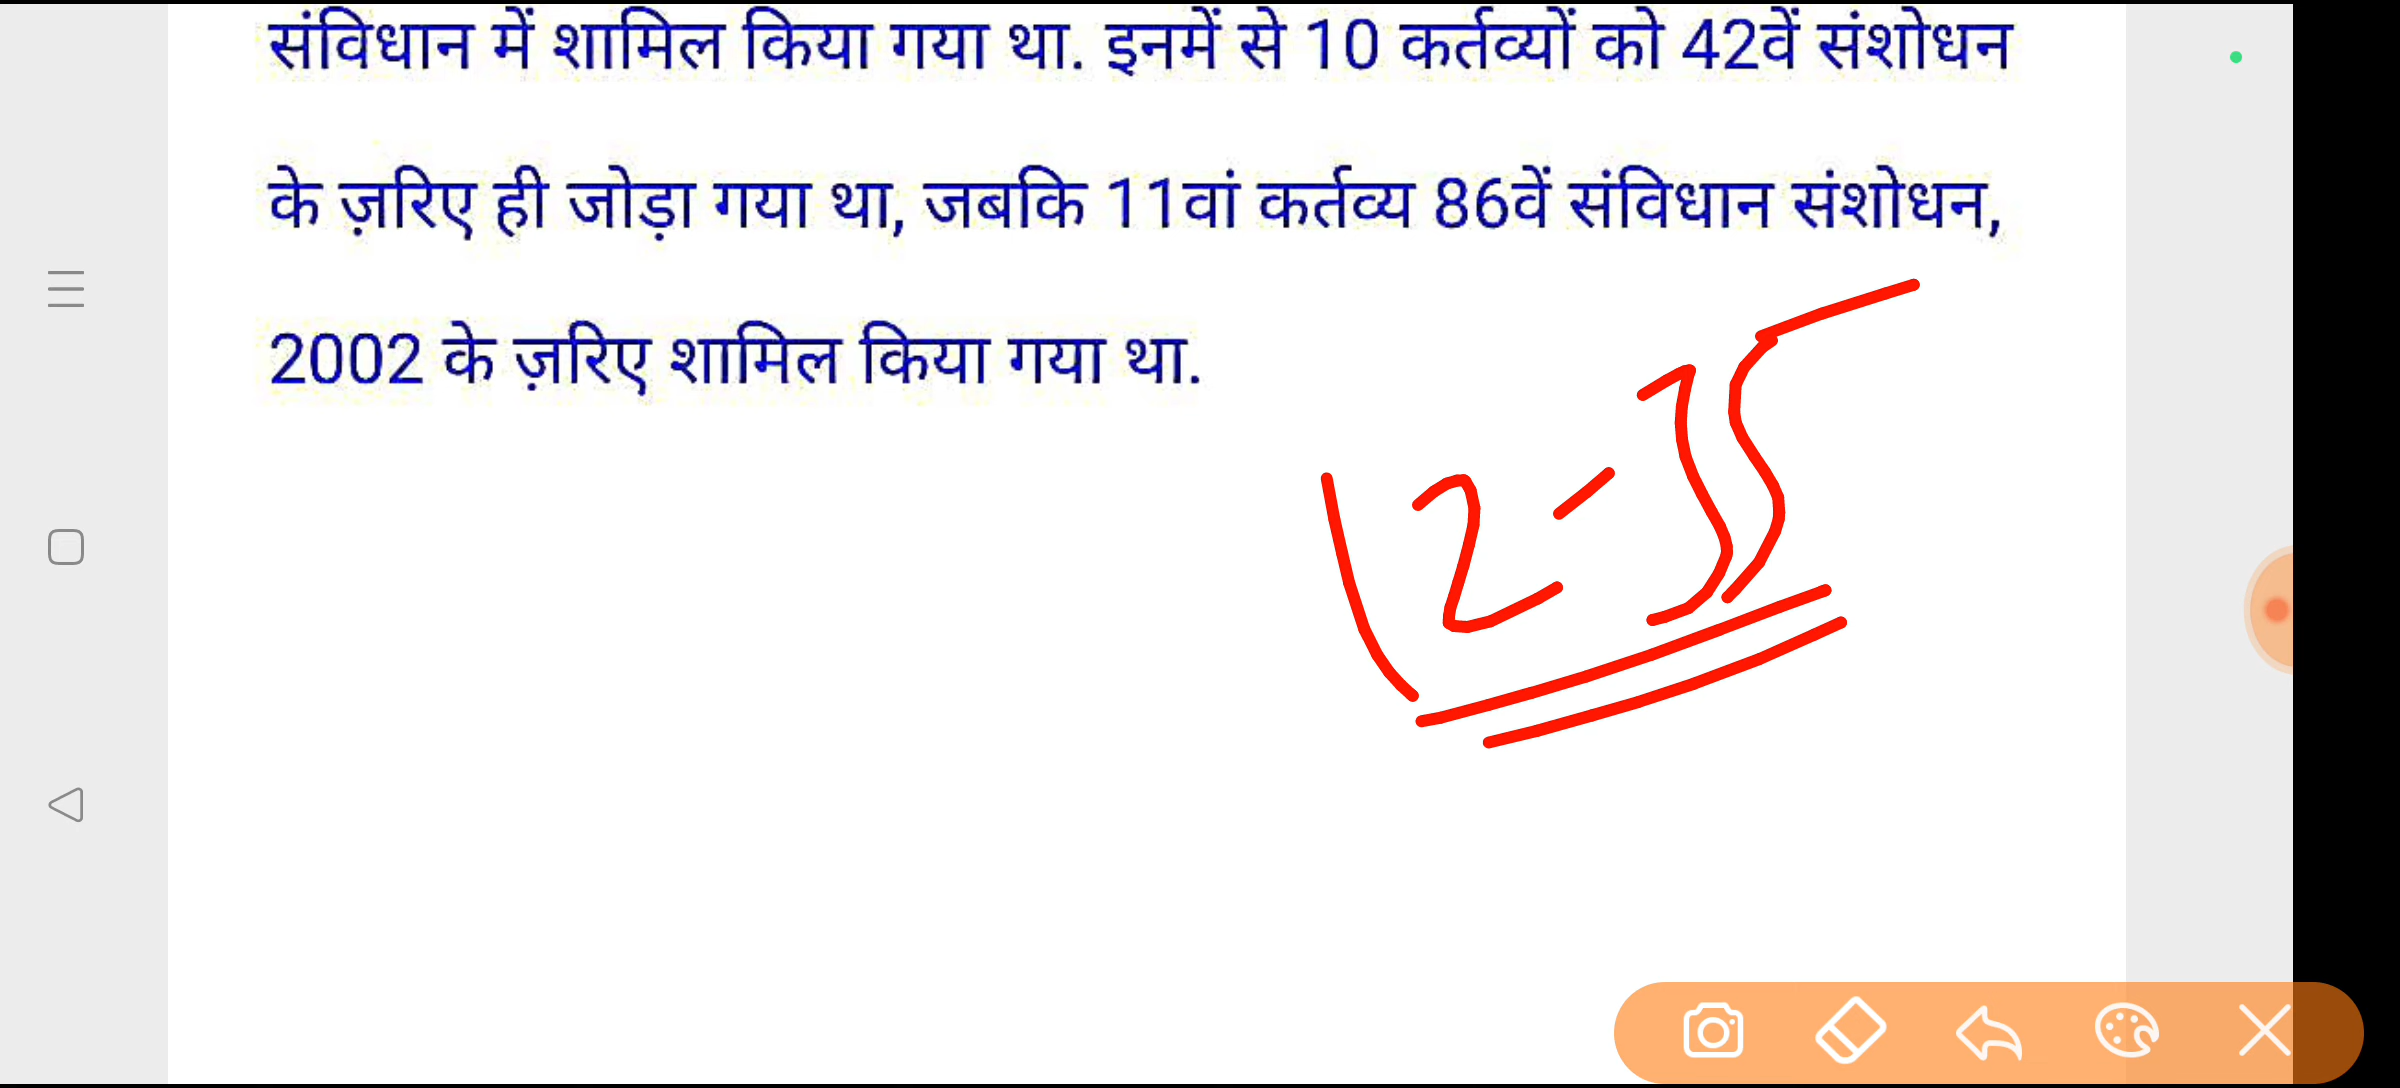 संविधान में शामिल किया गया था. इनमें से 10 कर्तव्यों को 42वें संशोधन
के ज़रिए ही जोड़ा गया था, जबकि 11वां कर्तव्य 86वें संविधान संशोधन,
2002 के ज़रिए शामिल किया गया था.
12-35